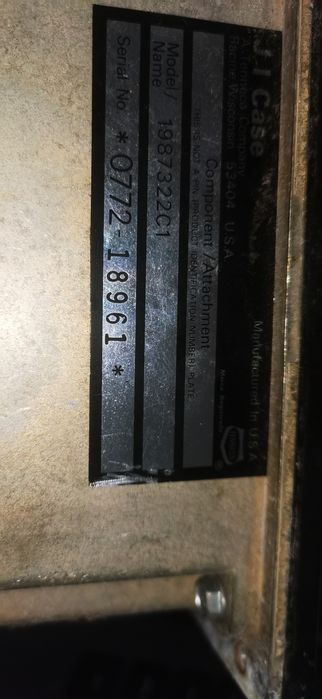 J I Case
A Tenneco Company
Racine Wisconsin 53404 U.S.A.
Manufactured in U.S.A.
Component / Attachment
THIS IS NOT A PIN (PRODUCT IDENTIFICATION NUMBER) PLATE
Model/
Name 1987322C1
Serial No. *0772-18961*